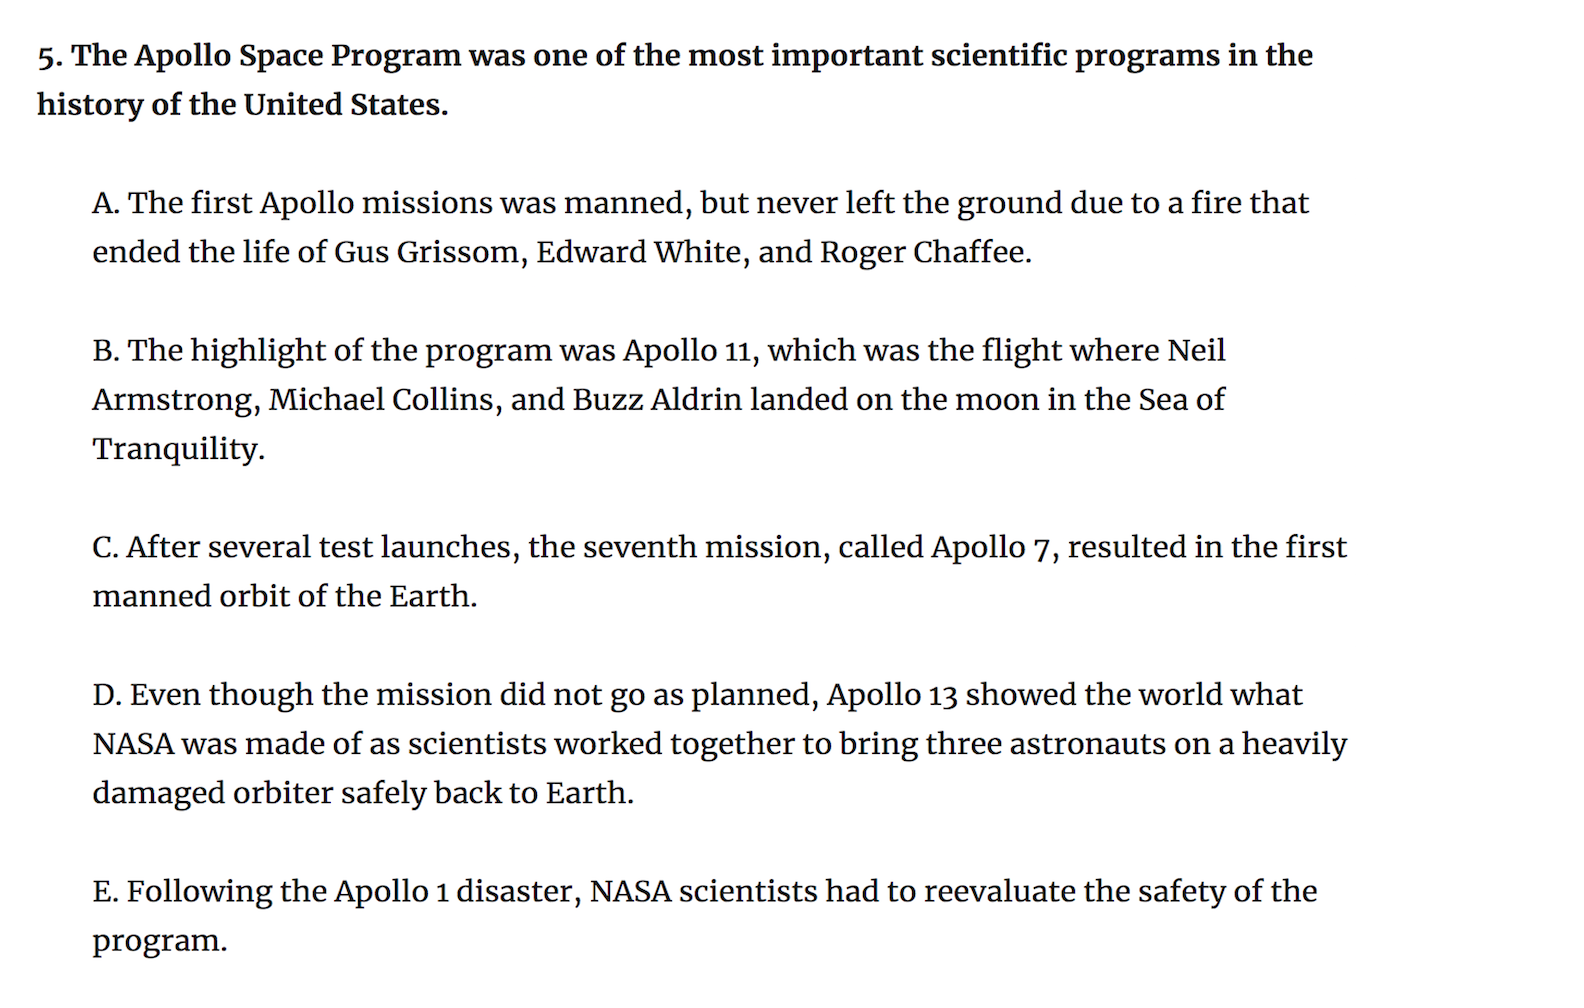 5. The Apollo Space Program was one of the most important scientific programs in the
history of the United States.
A. The first Apollo missions was manned, but never left the ground due to a fire that
ended the life of Gus Grissom, Edward White, and Roger Chaffee.
B. The highlight of the program was Apollo 11, which was the flight where Neil
Armstrong, Michael Collins, and Buzz Aldrin landed on the moon in the Sea of
Tranquility.
C. After several test launches, the seventh mission, called Apollo 7, resulted in the first
manned orbit of the Earth.
D. Even though the mission did not go as planned, Apollo 13 showed the world what
NASA was made of as scientists worked together to bring three astronauts on a heavily
damaged orbiter safely back to Earth.
E. Following the Apollo 1 disaster, NASA scientists had to reevaluate the safety of the
program.